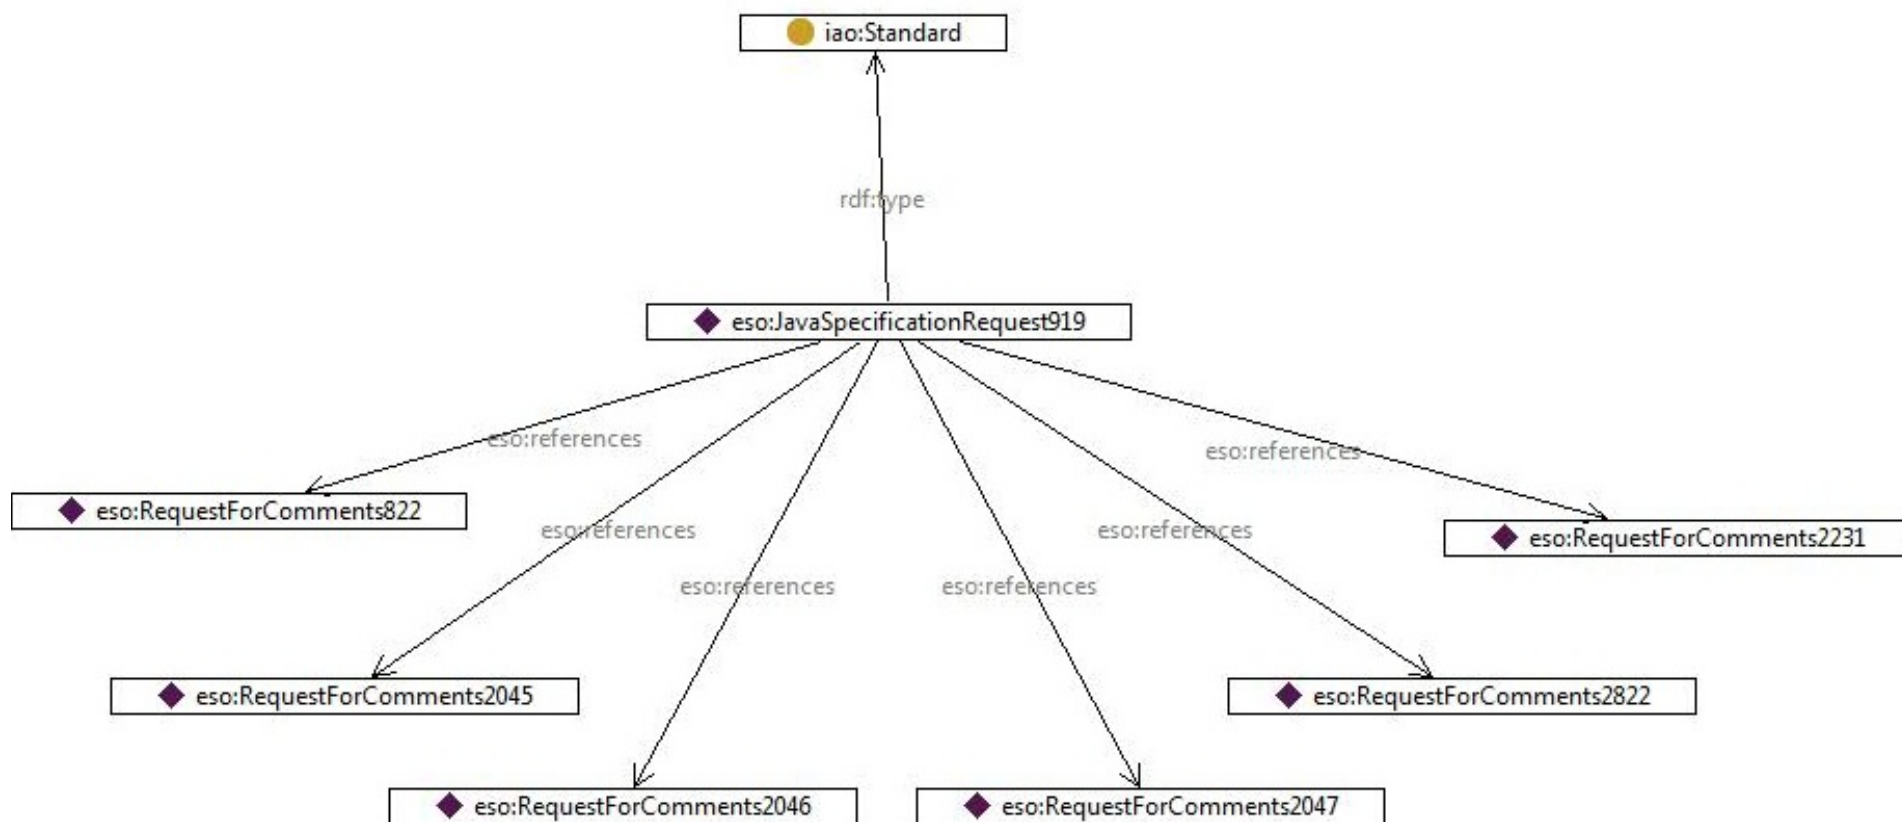 iao:Standard
rdf:type
eso:JavaSpecificationRequest919
eso:references
eso:references
eso:RequestForComments822
eso:references
eso:references
eso:RequestForComments2231
eso:references
eso:references
eso:RequestForComments2045
eso:RequestForComments2822
eso:RequestForComments2046
eso:RequestForComments2047